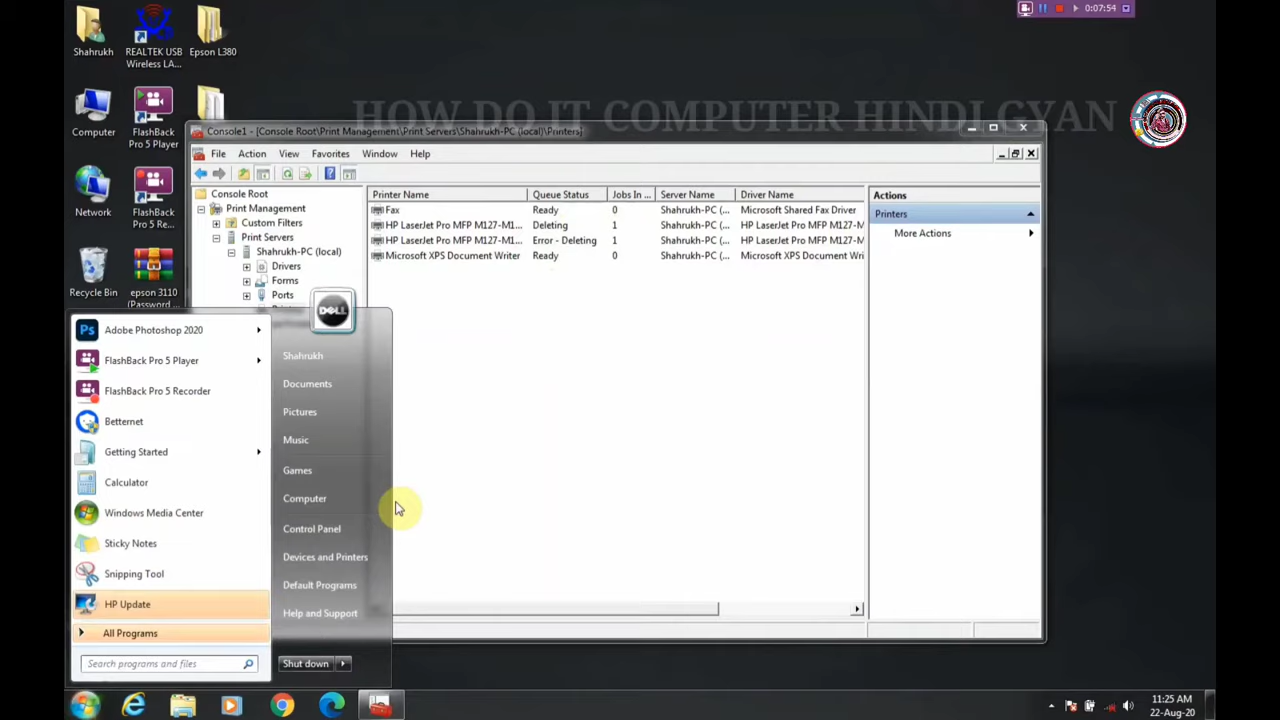 0:07:54
Shahrukh
REALTEK USB
Wireless LA...
Epson L380
HOW DO IT COMPUTER HINDI GYAN
Computer
FlashBack
Pro 5 Player
Console1 - [Console Root\Print Management\Print Servers\Shahrukh-PC (local)\Printers]
File Action View Favorites Window Help
Network
FlashBack
Pro 5 Re...
Recycle Bin
epson 3110
(Password ...
Console Root
Print Management
Custom Filters
Print Servers
Shahrukh-PC (local)
Drivers
Forms
Ports
Printer Name Queue Status Jobs In ... Server Name Driver Name
Fax Ready 0 Shahrukh-PC (... Microsoft Shared Fax Driver
HP LaserJet Pro MFP M127-M1... Deleting 1 Shahrukh-PC (... HP LaserJet Pro MFP M127-M
HP LaserJet Pro MFP M127-M1... Error - Deleting 1 Shahrukh-PC (... HP LaserJet Pro MFP M127-M
Microsoft XPS Document Writer Ready 0 Shahrukh-PC (... Microsoft XPS Document Wri
Actions
Printers
More Actions
DELL
Adobe Photoshop 2020
FlashBack Pro 5 Player
FlashBack Pro 5 Recorder
Betternet
Getting Started
Calculator
Windows Media Center
Sticky Notes
Snipping Tool
HP Update
All Programs
Search programs and files
Shahrukh
Documents
Pictures
Music
Games
Computer
Control Panel
Devices and Printers
Default Programs
Help and Support
Shut down
11:25 AM
22-Aug-20